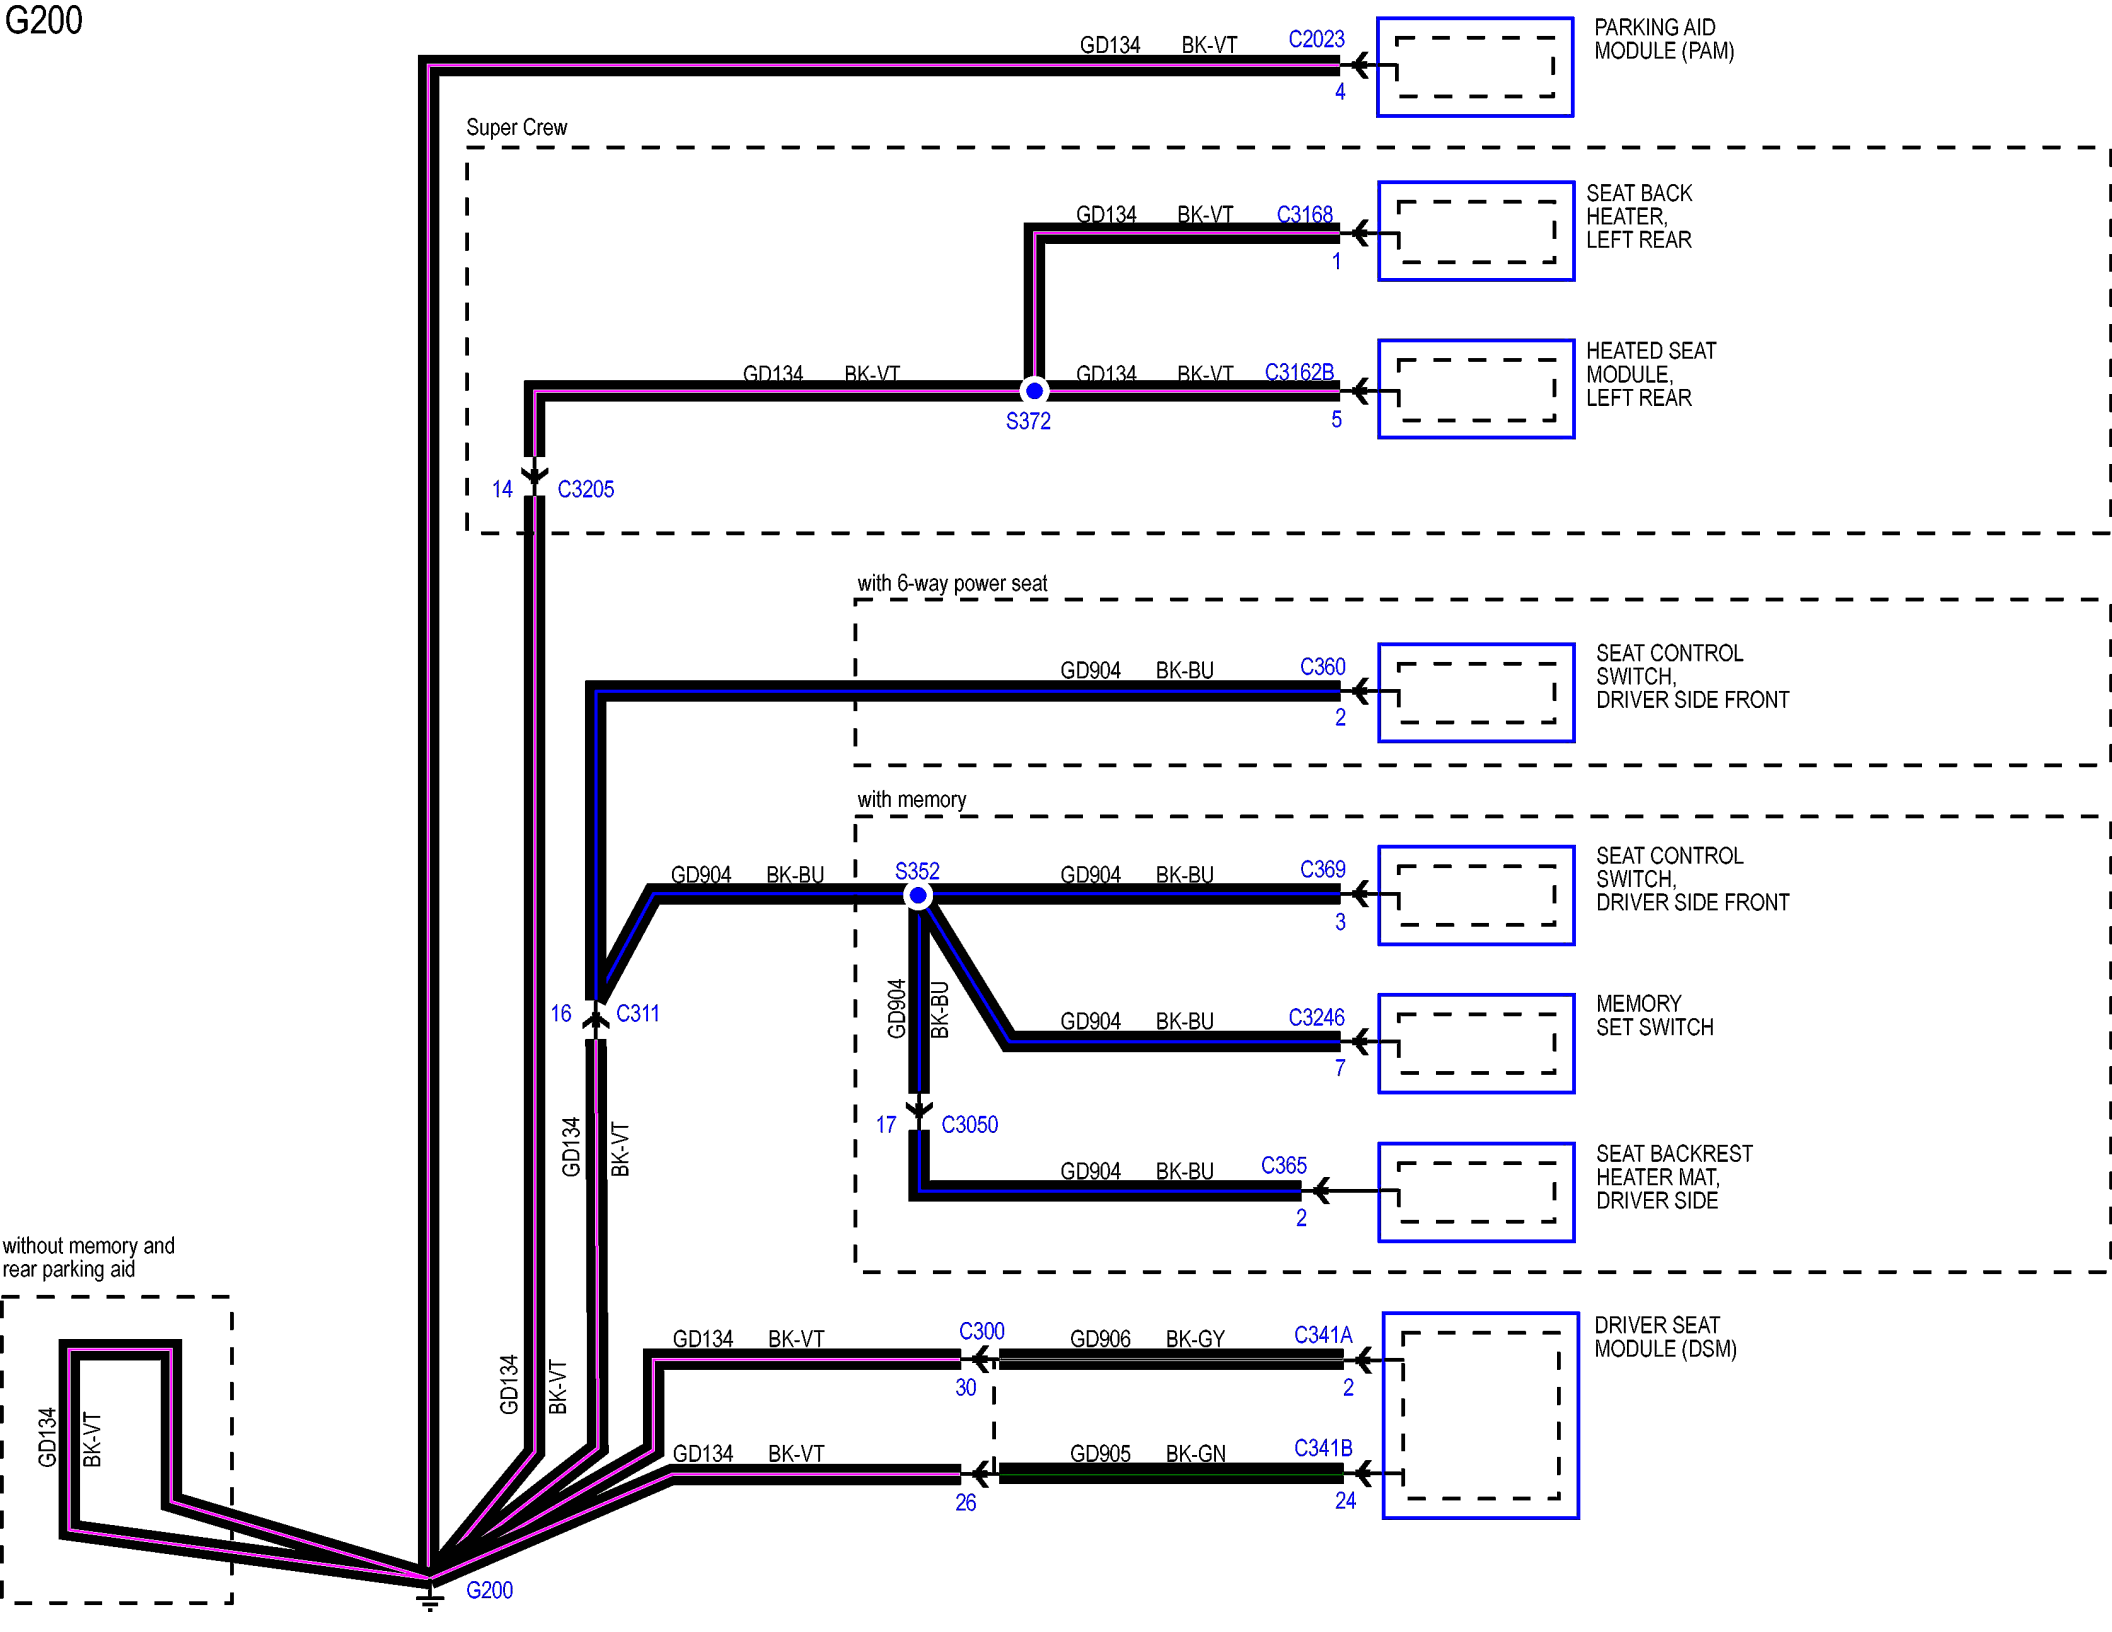 G200
GD134 BK-VT C2023
4
PARKING AID
MODULE (PAM)
Super Crew
GD134 BK-VT C3168
1
SEAT BACK
HEATER,
LEFT REAR
GD134 BK-VT
GD134 BK-VT C3162B
S372
5
HEATED SEAT
MODULE,
LEFT REAR
14 C3205
with 6-way power seat
GD904 BK-BU C360
2
SEAT CONTROL
SWITCH,
DRIVER SIDE FRONT
with memory
GD904 BK-BU
S352
GD904 BK-BU C369
3
SEAT CONTROL
SWITCH,
DRIVER SIDE FRONT
16 C311
GD904
BK-BU
GD904 BK-BU C3246
7
MEMORY
SET SWITCH
17 C3050
GD134
BK-VT
GD904 BK-BU C365
2
SEAT BACKREST
HEATER MAT,
DRIVER SIDE
without memory and
rear parking aid
GD134
BK-VT
GD134
BK-VT
GD134 BK-VT C300
30
GD906 BK-GY C341A
2
DRIVER SEAT
MODULE (DSM)
GD134 BK-VT
26
GD905 BK-GN C341B
24
G200